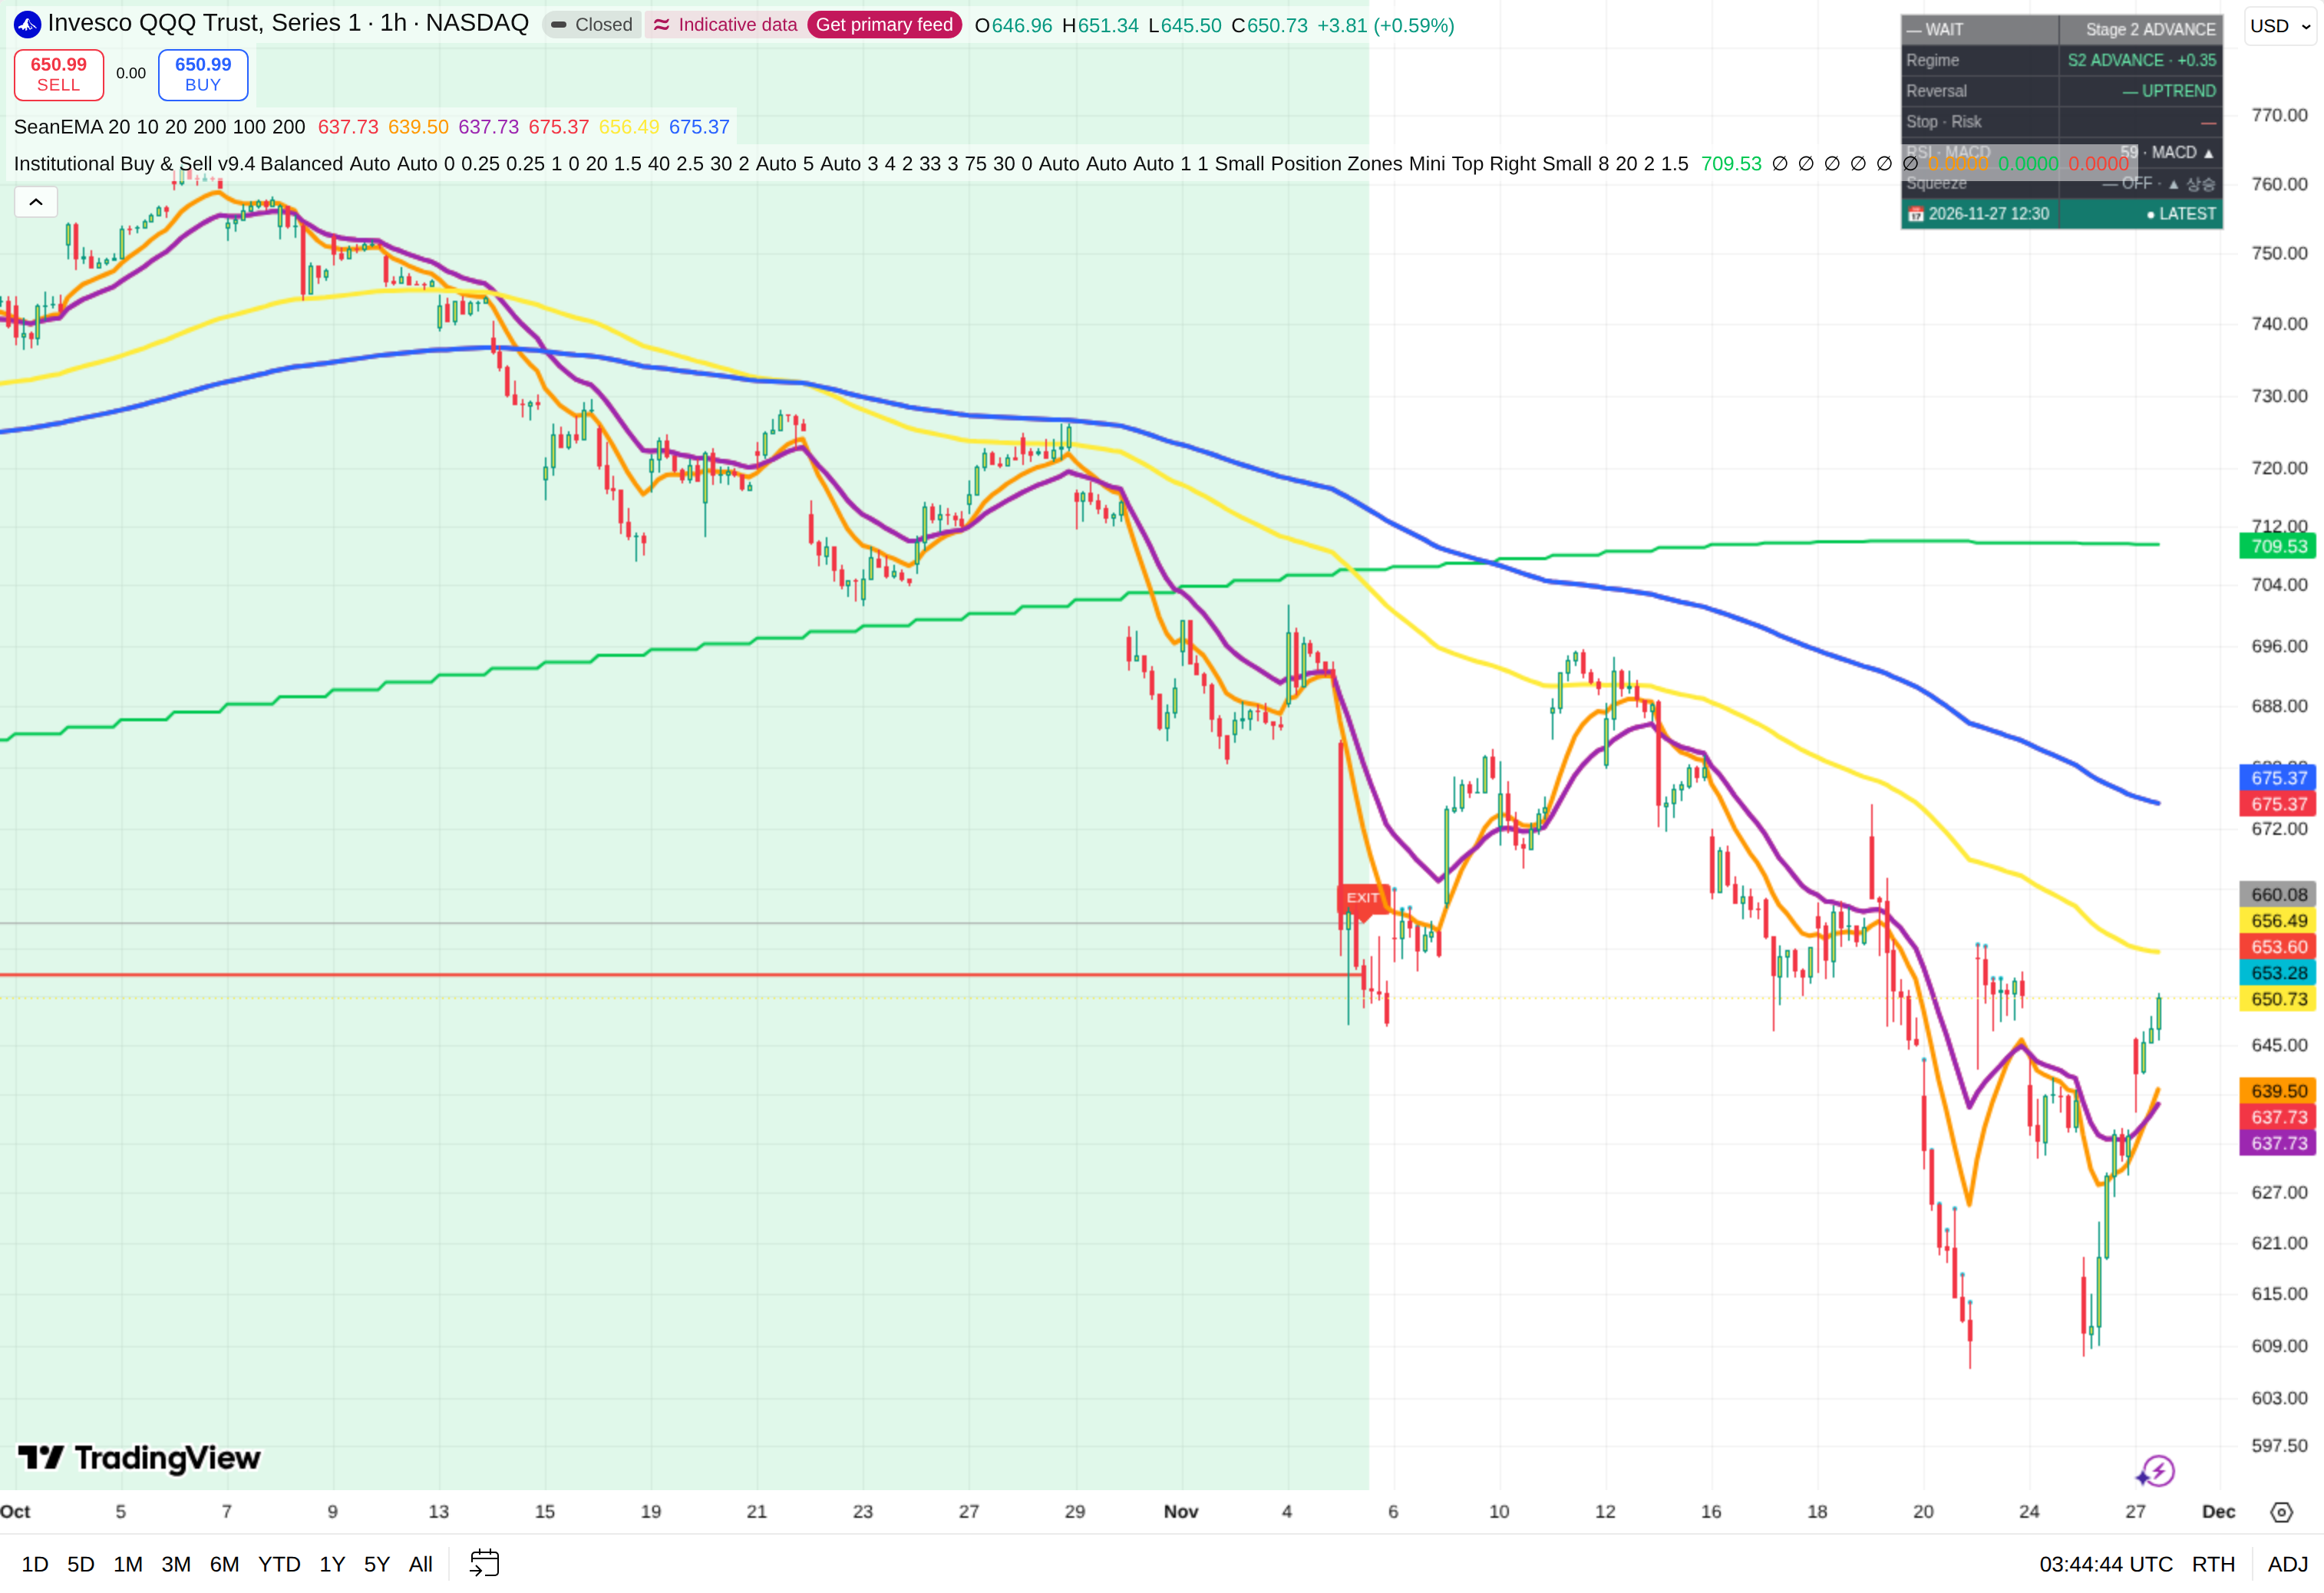 Invesco QQQ Trust, Series 1 · 1h · NASDAQ Closed Indicative data Get primary feed O646.96 H651.34 L645.50 C650.73 +3.81 (+0.59%)
650.99 SELL
0.00
650.99 BUY
SeanEMA 20 10 20 200 100 200 637.73 639.50 637.73 675.37 656.49 675.37
Institutional Buy & Sell v9.4 Balanced Auto Auto 0 0.25 0.25 1 0 20 1.5 40 2.5 30 2 Auto 5 Auto 3 4 2 33 3 75 30 0 Auto Auto Auto 1 1 Small Position Zones Mini Top Right Small 8 20 2 1.5 709.53 ∅ ∅ ∅ ∅ ∅ ∅ 0.0000 0.0000 0.0000
— WAIT Stage 2 ADVANCE
Regime S2 ADVANCE · +0.35
Reversal — UPTREND
Stop · Risk —
RSI · MACD 59 · MACD ▲
Squeeze — OFF · ▲ 상승
2026-11-27 12:30 ● LATEST
USD
770.00
760.00
750.00
740.00
730.00
720.00
712.00
709.53
704.00
696.00
688.00
675.37
675.37
672.00
660.08
656.49
653.60
653.28
650.73
645.00
639.50
637.73
637.73
627.00
621.00
615.00
609.00
603.00
597.50
EXIT
TradingView
Oct 5 7 9 13 15 19 21 23 27 29 Nov 4 6 10 12 16 18 20 24 27 Dec
1D 5D 1M 3M 6M YTD 1Y 5Y All 03:44:44 UTC RTH ADJ